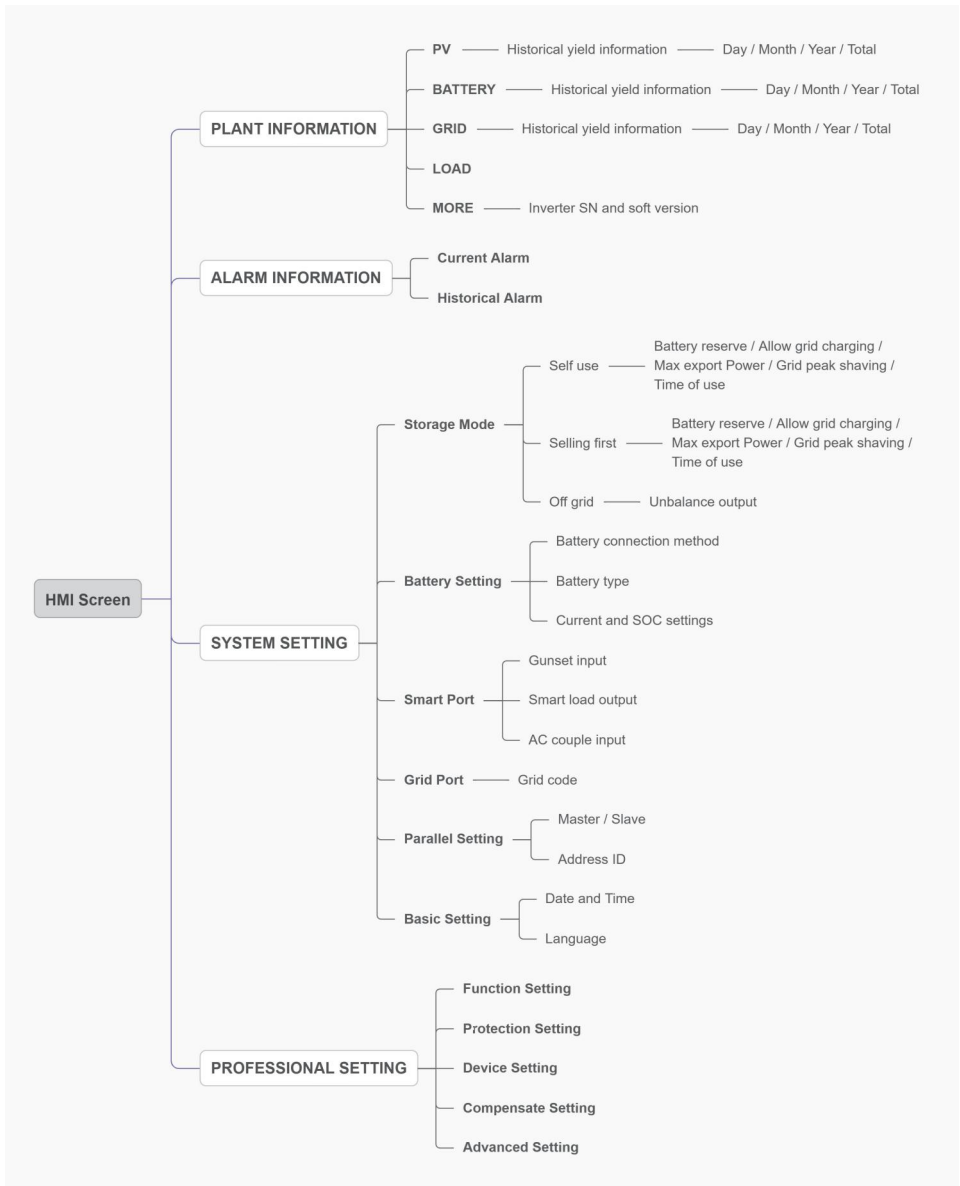 HMI Screen
PLANT INFORMATION
PV
Historical yield information
Day / Month / Year / Total
BATTERY
Historical yield information
Day / Month / Year / Total
GRID
Historical yield information
Day / Month / Year / Total
LOAD
MORE
Inverter SN and soft version
ALARM INFORMATION
Current Alarm
Historical Alarm
SYSTEM SETTING
Storage Mode
Self use
Battery reserve / Allow grid charging /
Max export Power / Grid peak shaving /
Time of use
Selling first
Battery reserve / Allow grid charging /
Max export Power / Grid peak shaving /
Time of use
Off grid
Unbalance output
Battery Setting
Battery connection method
Battery type
Current and SOC settings
Smart Port
Gunset input
Smart load output
AC couple input
Grid Port
Grid code
Parallel Setting
Master / Slave
Address ID
Basic Setting
Date and Time
Language
PROFESSIONAL SETTING
Function Setting
Protection Setting
Device Setting
Compensate Setting
Advanced Setting